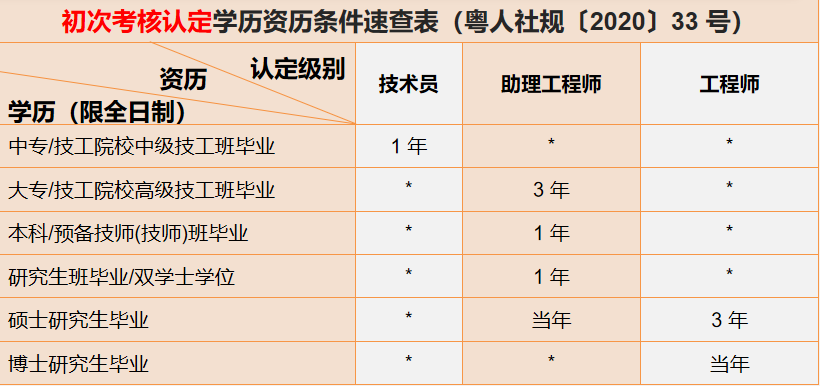 初次考核认定学历资历条件速查表（粤人社规〔2020〕33 号）
认定级别
资历
学历（限全日制）
技术员 助理工程师 工程师
中专/技工院校中级技工班毕业 1 年 * *
大专/技工院校高级技工班毕业 * 3 年 *
本科/预备技师(技师)班毕业 * 1 年 *
研究生班毕业/双学士学位 * 1 年 *
硕士研究生毕业 * 当年 3 年
博士研究生毕业 * * 当年